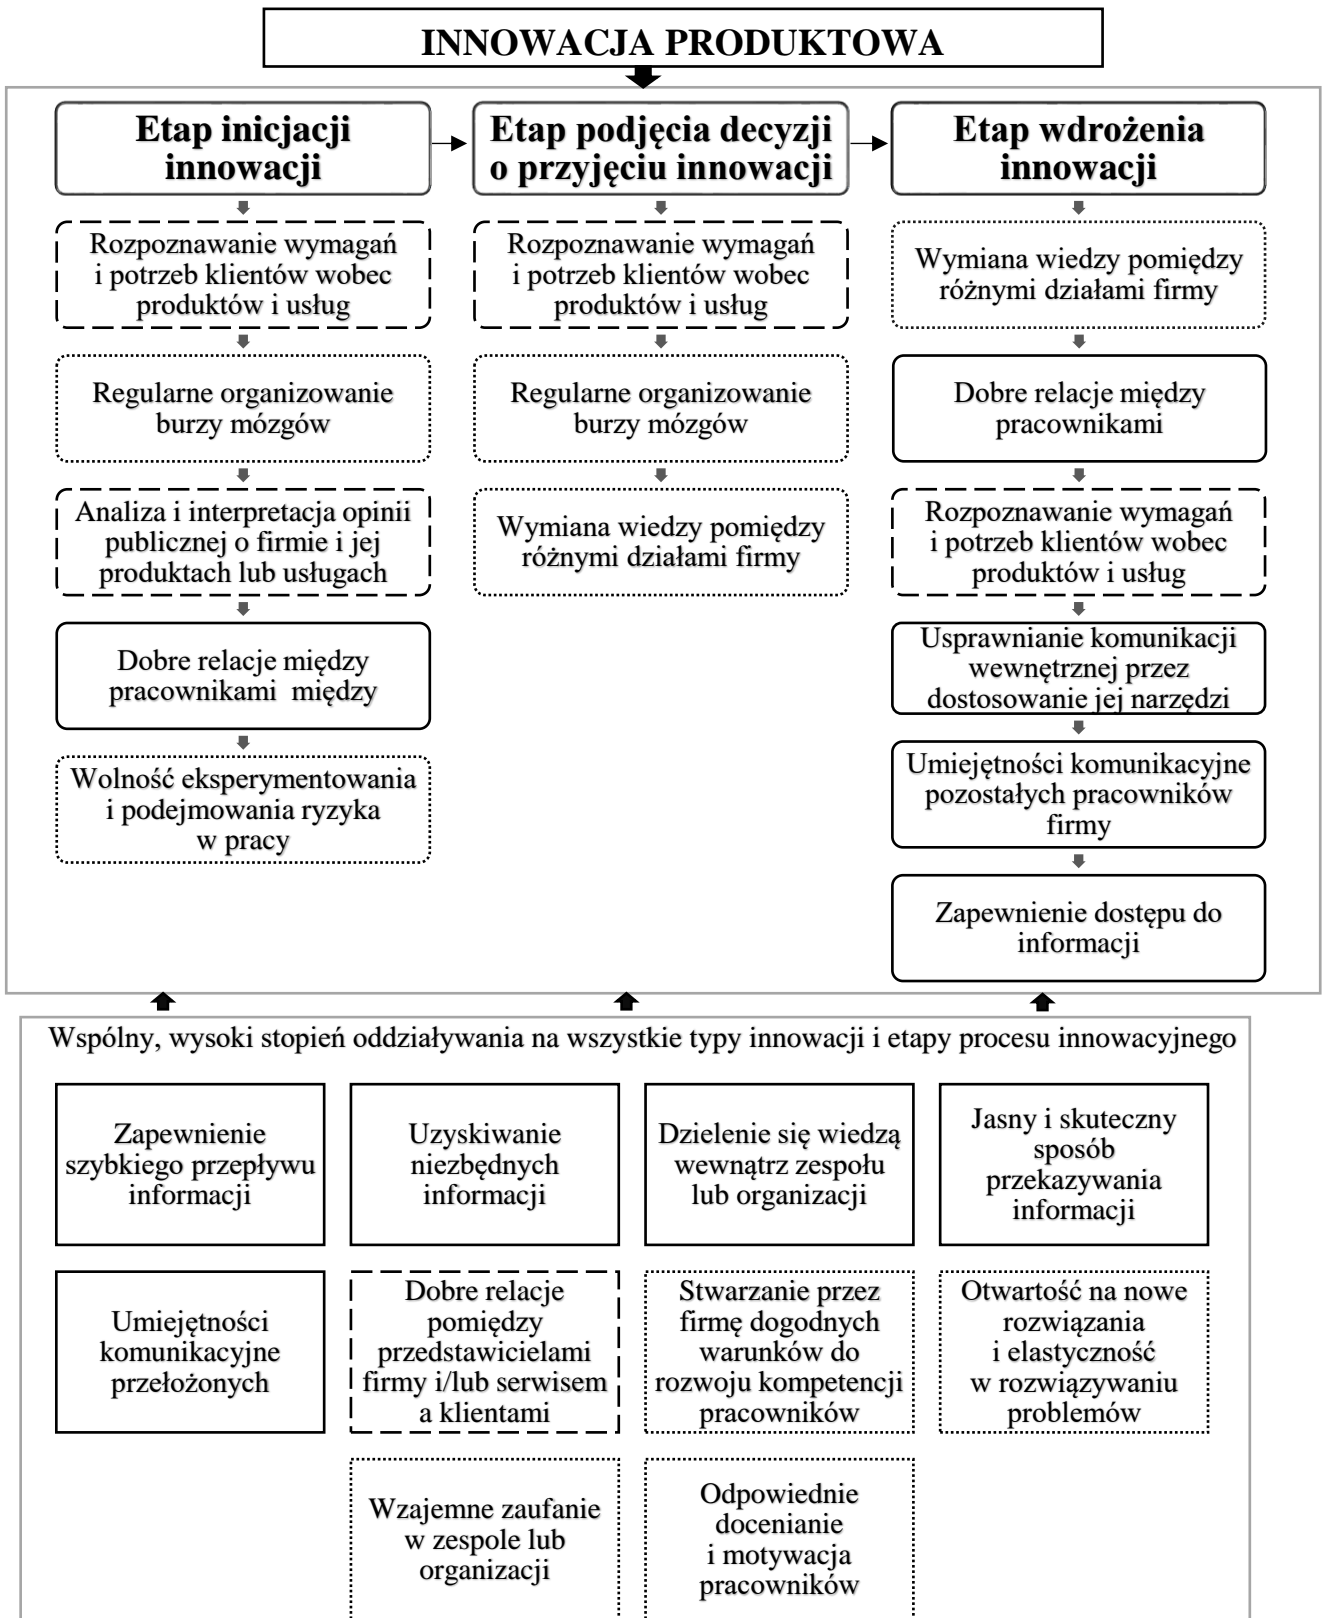 INNOWACJA PRODUKTOWA
Etap inicjacji
innowacji
Etap podjęcia decyzji
o przyjęciu innowacji
Etap wdrożenia
innowacji
Rozpoznawanie wymagań
i potrzeb klientów wobec
produktów i usług
Rozpoznawanie wymagań
i potrzeb klientów wobec
produktów i usług
Wymiana wiedzy pomiędzy
różnymi działami firmy
Regularne organizowanie
burzy mózgów
Regularne organizowanie
burzy mózgów
Dobre relacje między
pracownikami
Analiza i interpretacja opinii
publicznej o firmie i jej
produktach lub usługach
Wymiana wiedzy pomiędzy
różnymi działami firmy
Rozpoznawanie wymagań
i potrzeb klientów wobec
produktów i usług
Dobre relacje między
pracownikami  między
Usprawnianie komunikacji
wewnętrznej przez
dostosowanie jej narzędzi
Wolność eksperymentowania
i podejmowania ryzyka
w pracy
Umiejętności komunikacyjne
pozostałych pracowników
firmy
Zapewnienie dostępu do
informacji
Wspólny, wysoki stopień oddziaływania na wszystkie typy innowacji i etapy procesu innowacyjnego
Zapewnienie
szybkiego przepływu
informacji
Uzyskiwanie
niezbędnych
informacji
Dzielenie się wiedzą
wewnątrz zespołu
lub organizacji
Jasny i skuteczny
sposób
przekazywania
informacji
Umiejętności
komunikacyjne
przełożonych
Dobre relacje
pomiędzy
przedstawicielami
firmy i/lub serwisem
a klientami
Stwarzanie przez
firmę dogodnych
warunków do
rozwoju kompetencji
pracowników
Otwartość na nowe
rozwiązania
i elastyczność
w rozwiązywaniu
problemów
Wzajemne zaufanie
w zespole lub
organizacji
Odpowiednie
docenianie
i motywacja
pracowników